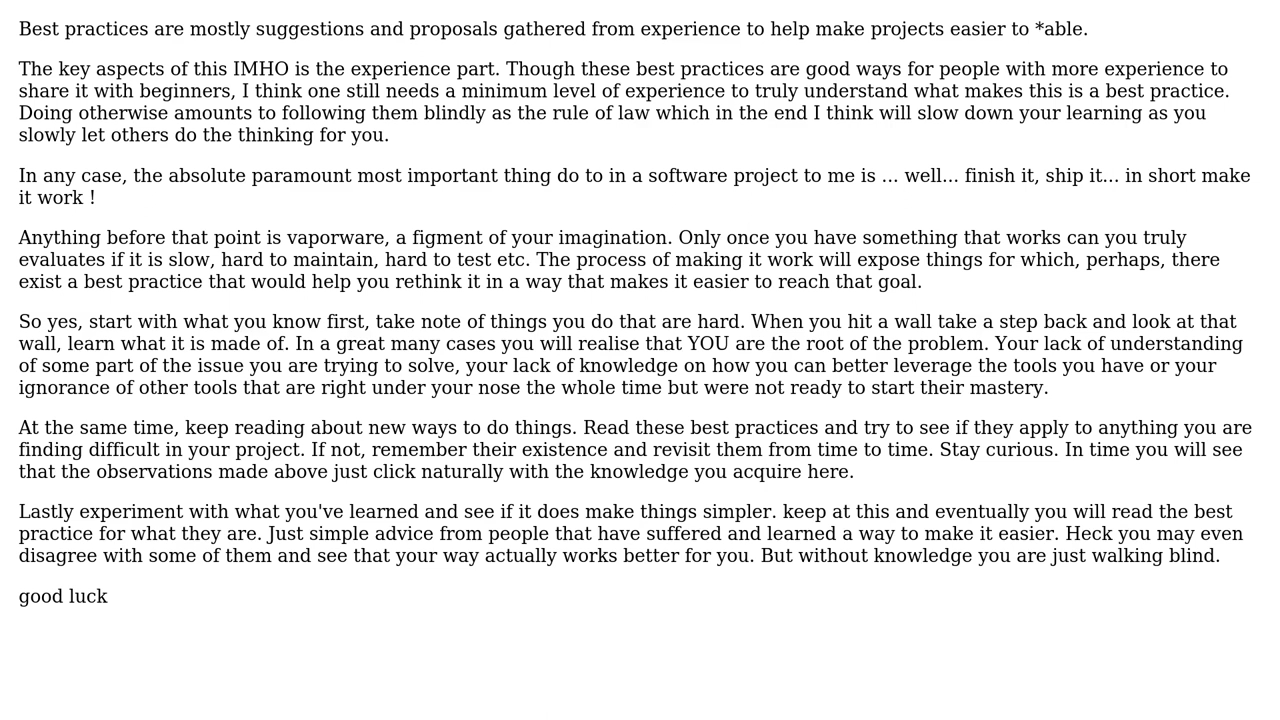 Best practices are mostly suggestions and proposals gathered from experience to help make projects easier to *able.
The key aspects of this IMHO is the experience part. Though these best practices are good ways for people with more experience to
share it with beginners, I think one still needs a minimum level of experience to truly understand what makes this is a best practice.
Doing otherwise amounts to following them blindly as the rule of law which in the end I think will slow down your learning as you
slowly let others do the thinking for you.
In any case, the absolute paramount most important thing do to in a software project to me is ... well... finish it, ship it... in short make
it work !
Anything before that point is vaporware, a figment of your imagination. Only once you have something that works can you truly
evaluates if it is slow, hard to maintain, hard to test etc. The process of making it work will expose things for which, perhaps, there
exist a best practice that would help you rethink it in a way that makes it easier to reach that goal.
So yes, start with what you know first, take note of things you do that are hard. When you hit a wall take a step back and look at that
wall, learn what it is made of. In a great many cases you will realise that YOU are the root of the problem. Your lack of understanding
of some part of the issue you are trying to solve, your lack of knowledge on how you can better leverage the tools you have or your
ignorance of other tools that are right under your nose the whole time but were not ready to start their mastery.
At the same time, keep reading about new ways to do things. Read these best practices and try to see if they apply to anything you are
finding difficult in your project. If not, remember their existence and revisit them from time to time. Stay curious. In time you will see
that the observations made above just click naturally with the knowledge you acquire here.
Lastly experiment with what you've learned and see if it does make things simpler. keep at this and eventually you will read the best
practice for what they are. Just simple advice from people that have suffered and learned a way to make it easier. Heck you may even
disagree with some of them and see that your way actually works better for you. But without knowledge you are just walking blind.
good luck